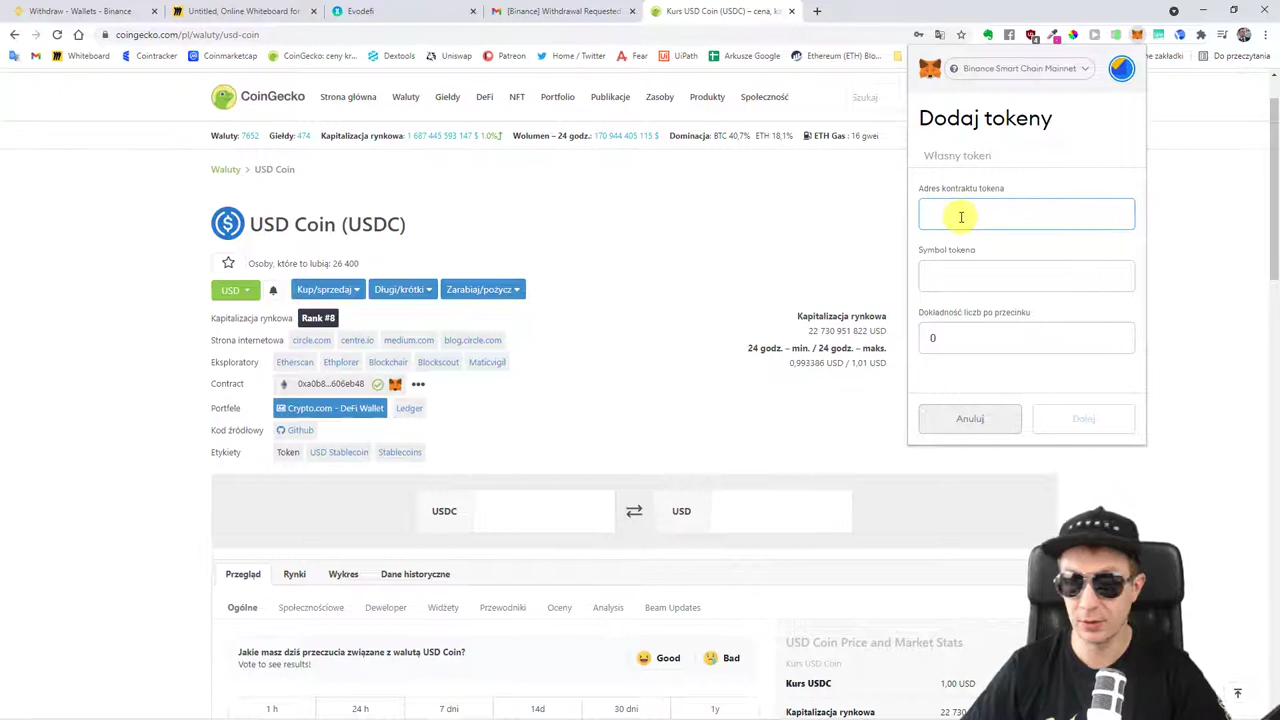 Withdraw - Wallets - Binance
Untitled, Online Whiteboard for
Evodefi
[Binance] Withdrawal Requested
Kurs USD Coin (USDC) – cena, k
coingecko.com/pl/waluty/usd-coin
Whiteboard
Cointracker
Coinmarketcap
CoinGecko: ceny kr...
Dextools
Uniswap
Patreon
Home / Twitter
Fear
UiPath
Akrusze Google
Ethereum (ETH) Blo...
zakładki
Do przeczytania
CoinGecko
Strona główna
Waluty
Giełdy
DeFi
NFT
Portfolio
Publikacje
Zasoby
Produkty
Społeczność
Szukaj
Waluty: 7652
Giełdy: 474
Kapitalizacja rynkowa: 1 687 445 593 147 $ 1.0%
Wolumen – 24 godz.: 170 944 405 115 $
Dominacja: BTC 40,7% ETH 18,1%
ETH Gas : 16 gwei
Waluty > USD Coin
USD Coin (USDC)
Osoby, które to lubią: 26 400
USD
Kup/sprzedaj
Długi/krótki
Zarabiaj/pożycz
Kapitalizacja rynkowa
Rank #8
Strona internetowa
circle.com
centre.io
medium.com
blog.circle.com
Eksploratory
Etherscan
Ethplorer
Blockchair
Blockscout
Maticvigil
Contract
0xa0b8...606eb48
•••
Portfele
Crypto.com - DeFi Wallet
Ledger
Kod źródłowy
Github
Etykiety
Token
USD Stablecoin
Stablecoins
Kapitalizacja rynkowa
22 730 951 822 USD
24 godz. – min. / 24 godz. – maks.
0,993386 USD / 1,01 USD
Binance Smart Chain Mainnet
Dodaj tokeny
Własny token
Adres kontraktu tokena
Symbol tokena
Dokładność liczb po przecinku
0
Anuluj
Dalej
USDC
USD
Przegląd
Rynki
Wykres
Dane historyczne
Ogólne
Społecznościowe
Developer
Widżety
Przewodniki
Oceny
Analysis
Beam Updates
Jakie masz dziś przeczucia związane z walutą USD Coin?
Vote to see results!
Good
Bad
USD Coin Price and Market Stats
Kurs USD Coin
Kurs USDC
1,00 USD
Kapitalizacja rynkowa
22 730 951 822
1 h
24 h
7 dni
14d
30 dni
1y